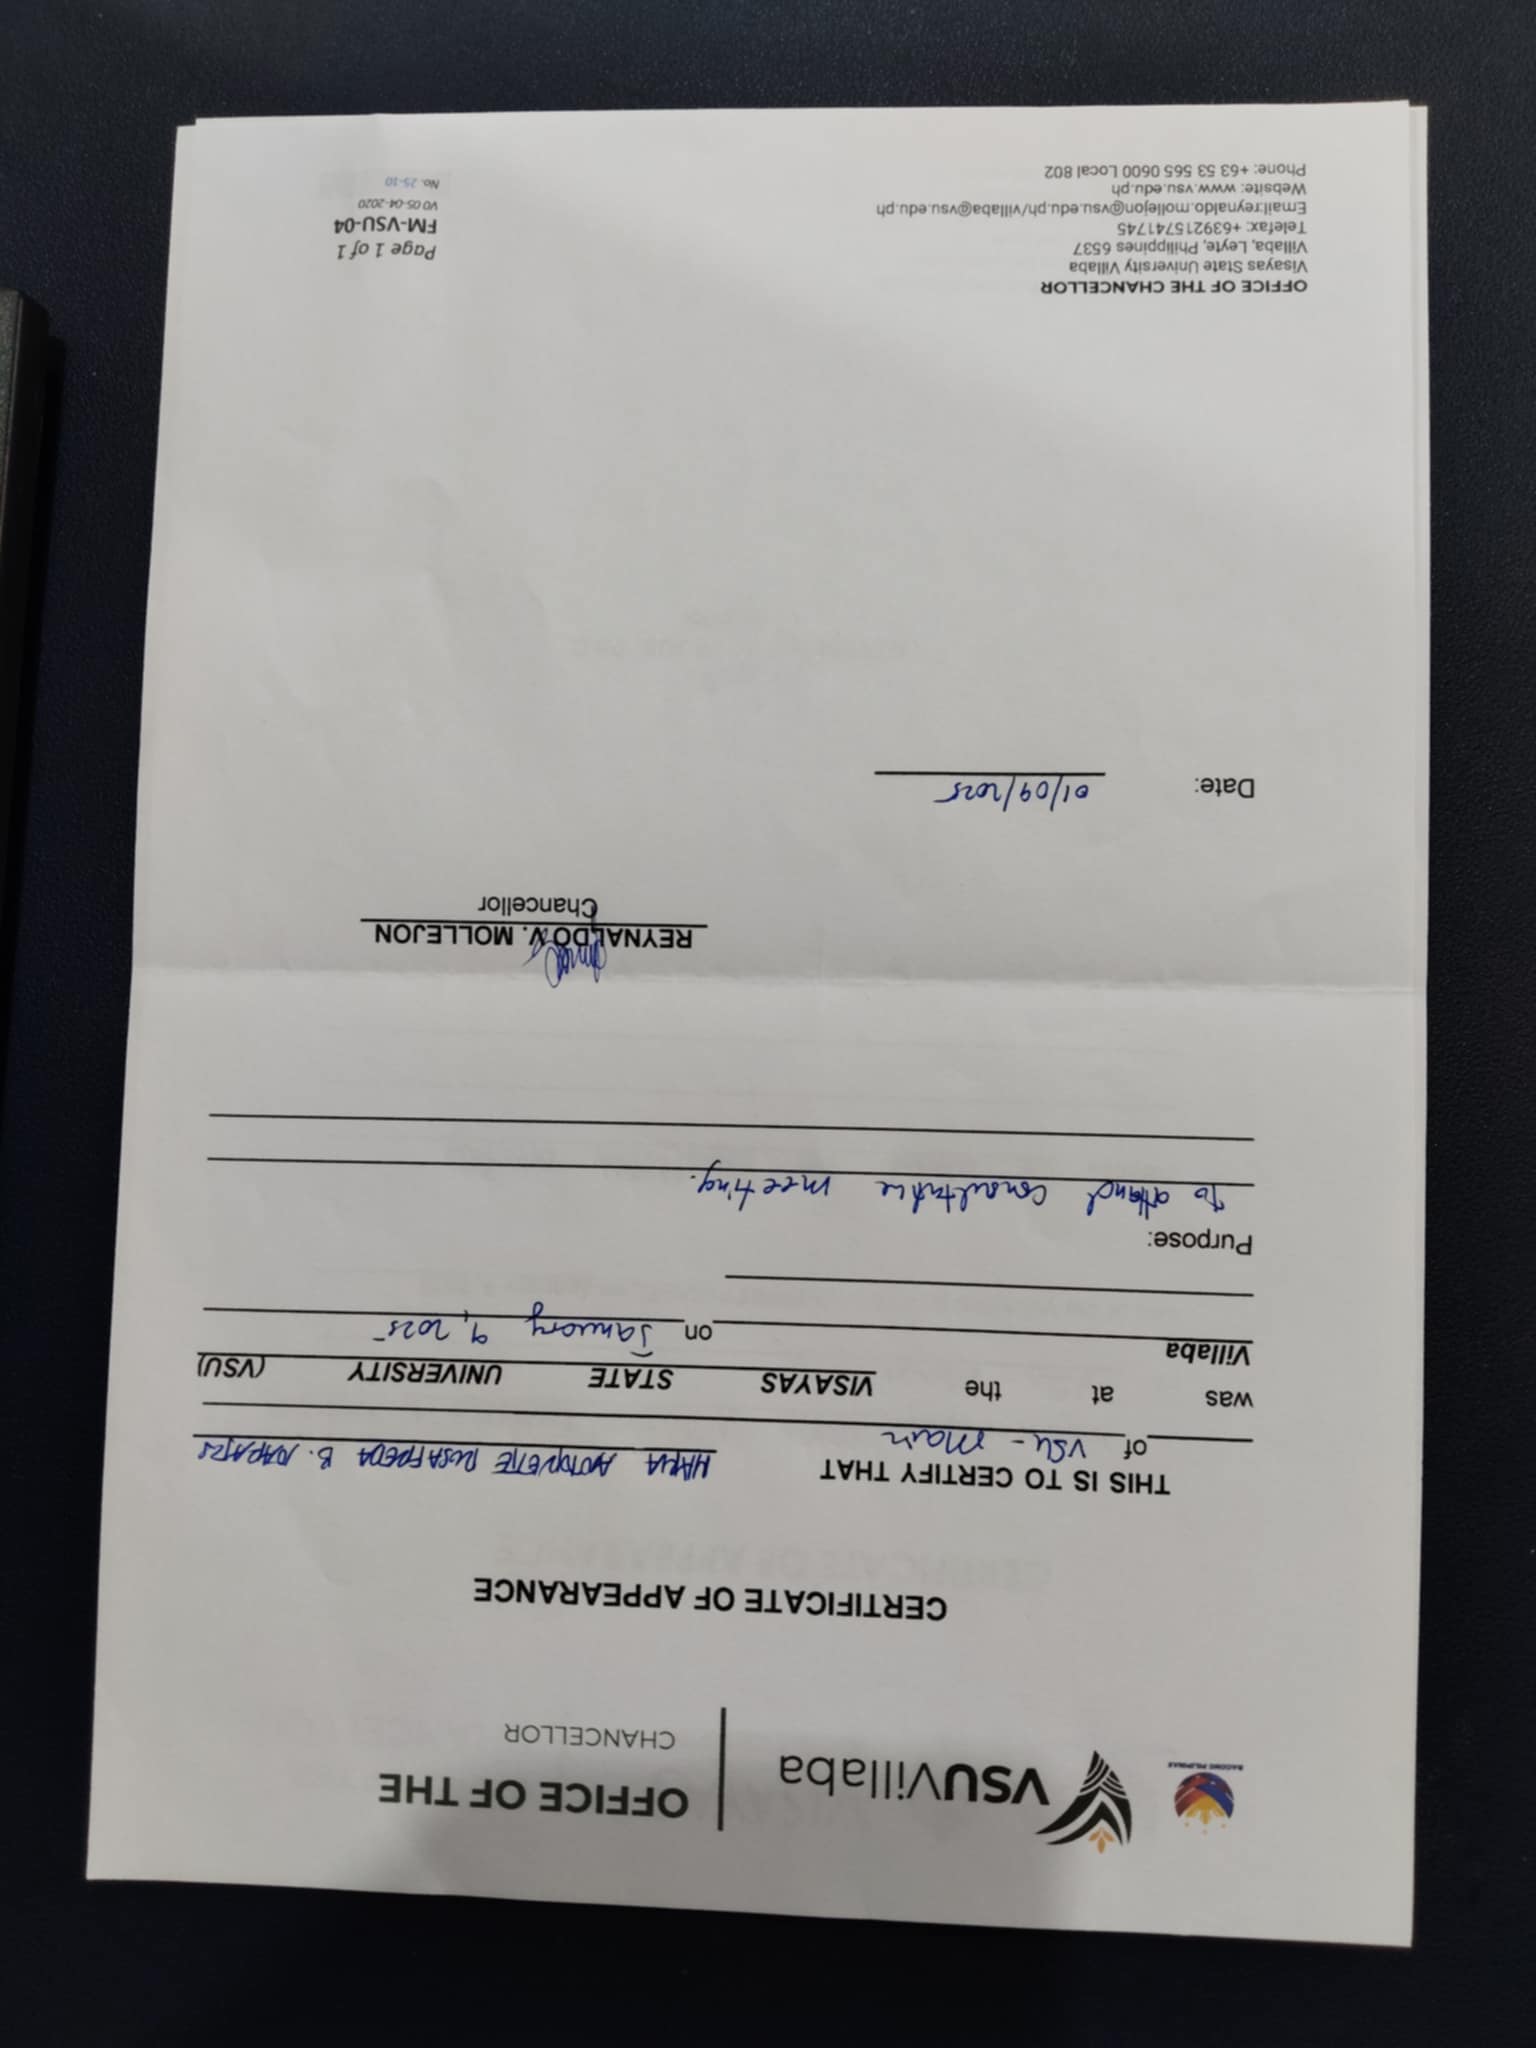 BAGONG PILIPINAS
VSUVillaba
OFFICE OF THE
CHANCELLOR
CERTIFICATE OF APPEARANCE
THIS IS TO CERTIFY THAT MARIA ANTONIETTE ROSAFREDA B.
of VSU - Main
was at the VISAYAS STATE UNIVERSITY (VSU)
Villaba on January 9, 2025
Purpose:
To attend consultative meeting.
REYNALDO V. MOLLEJON
Chancellor
Date: 01/09/2025
OFFICE OF THE CHANCELLOR
Visayas State University Villaba
Villaba, Leyte, Philippines 6537
Telefax: +639215741745
Email:reynaldo.mollejon@vsu.edu.ph/villaba@vsu.edu.ph
Website: www.vsu.edu.ph
Phone: +63 53 565 0600 Local 802
Page 1 of 1
FM-VSU-04
V0 05-04-2020
No. 25-10